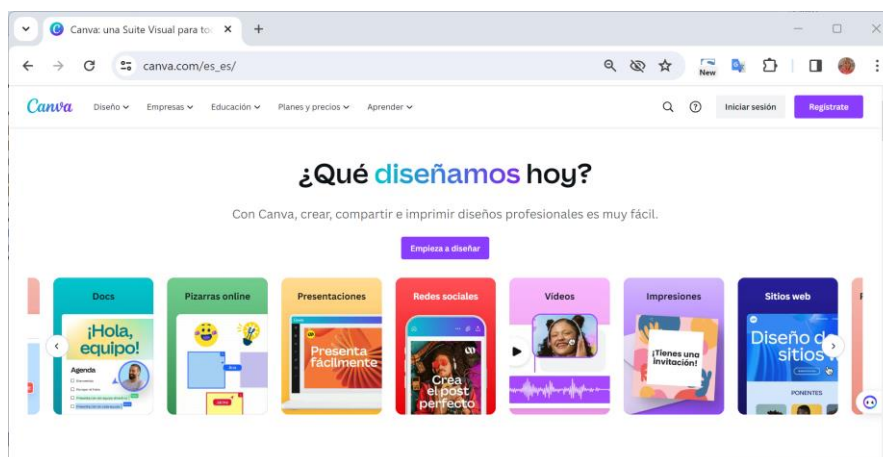 Canva: una Suite Visual para to
canva.com/es_es/
New
Canva Diseño Empresas Educación Planes y precios Aprender Iniciar sesión Regístrate
¿Qué diseñamos hoy?
Con Canva, crear, compartir e imprimir diseños profesionales es muy fácil.
Empieza a diseñar
Docs
¡Hola,
equipo!
Agenda
Pizarras online
Presentaciones
Presenta
fácilmente
Redes sociales
Crea
el post
perfecto
Vídeos
Impresiones
¿Tienes una
invitación?
Sitios web
Diseño d
sitios
PONENTES